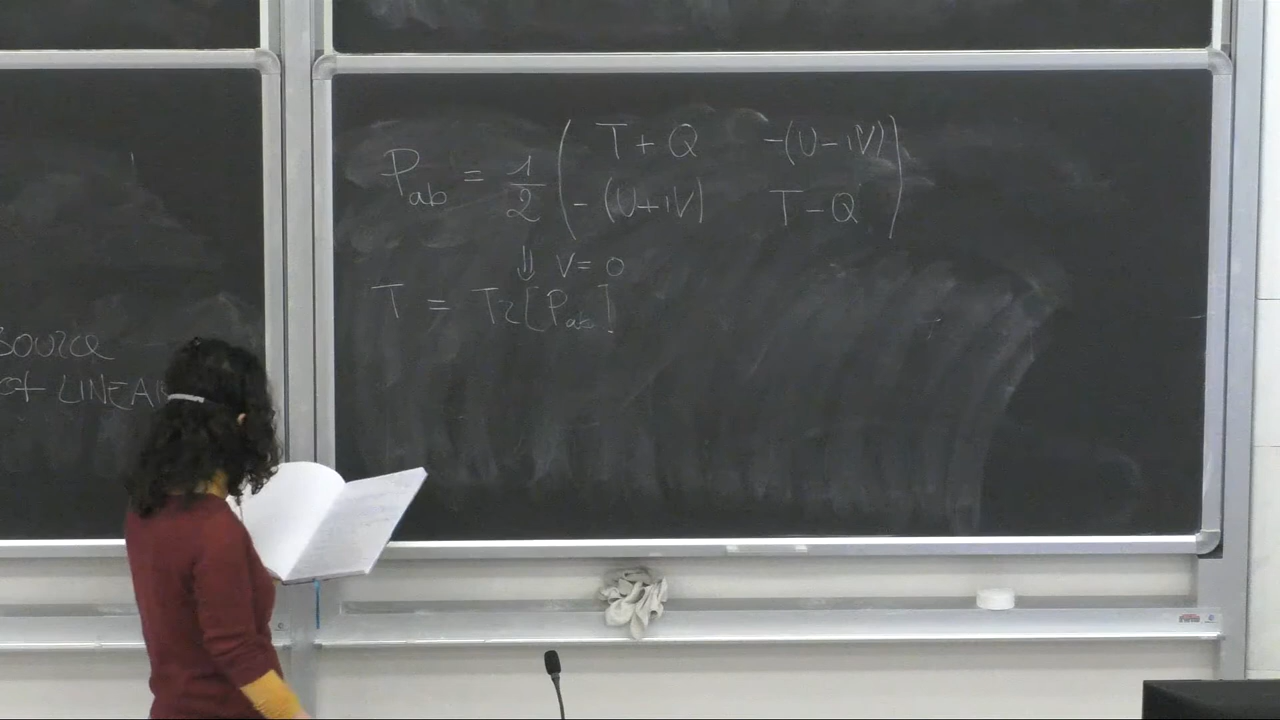 P_ab = 1/2 ( T + Q   -(U - iV)
-(U + iV)   T - Q )
⇓ V = 0
T = Tr[P_ab]
SOURCE
of LINEAR